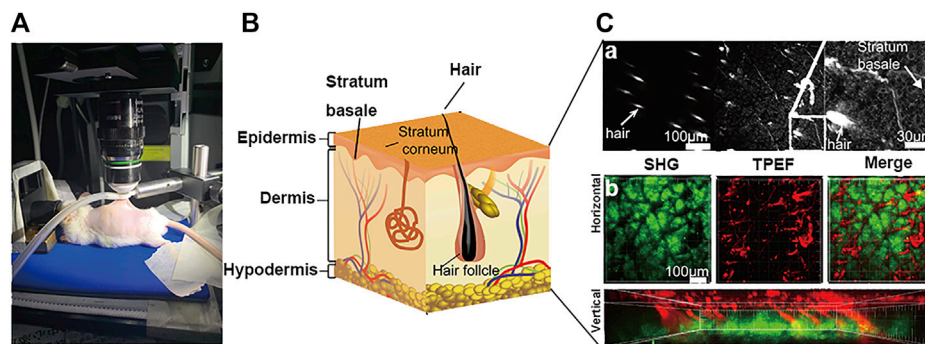 A
B
C
Hair
Stratum
basale
Stratum
corneum
Epidermis
Dermis
Hypodermis
Hair follcle
a
hair
100μm
Stratum
basale
hair
30μm
SHG
TPEF
Merge
b
Horizontal
100μm
Vertical